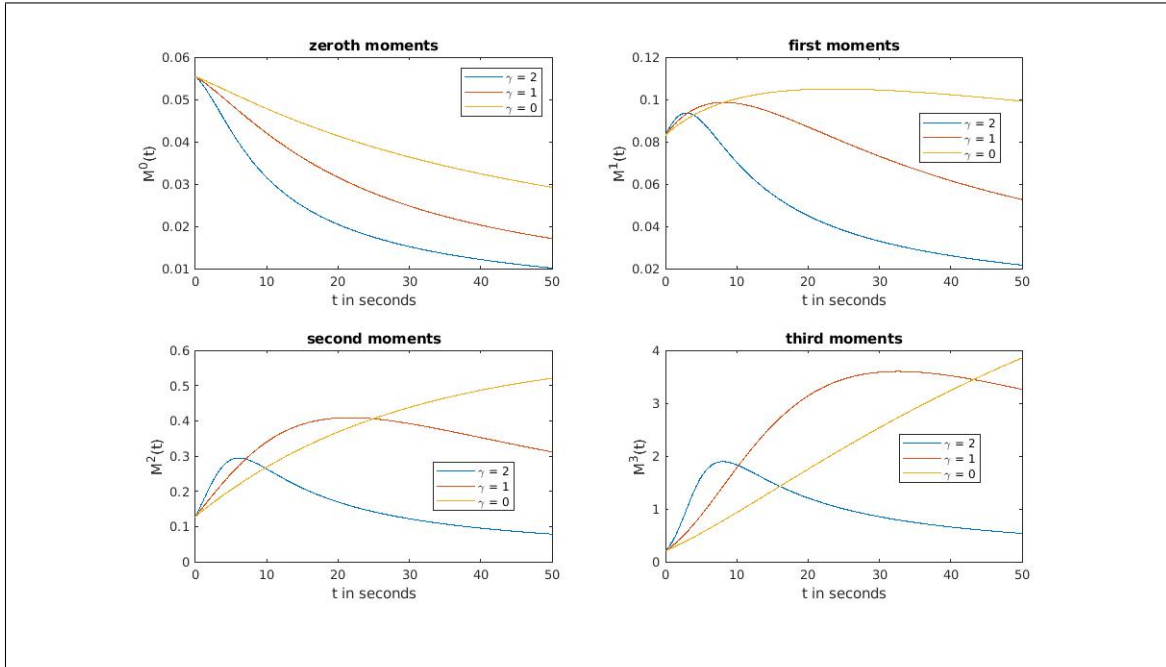 zeroth moments
0.06
0.05
0.04
0.03
0.02
0.01
M^0(t)
0 10 20 30 40 50
t in seconds
γ = 2
γ = 1
γ = 0
first moments
0.12
0.1
0.08
0.06
0.04
0.02
M^1(t)
0 10 20 30 40 50
t in seconds
γ = 2
γ = 1
γ = 0
second moments
0.6
0.5
0.4
0.3
0.2
0.1
0
M^2(t)
0 10 20 30 40 50
t in seconds
γ = 2
γ = 1
γ = 0
third moments
4
3
2
1
0
M^3(t)
0 10 20 30 40 50
t in seconds
γ = 2
γ = 1
γ = 0